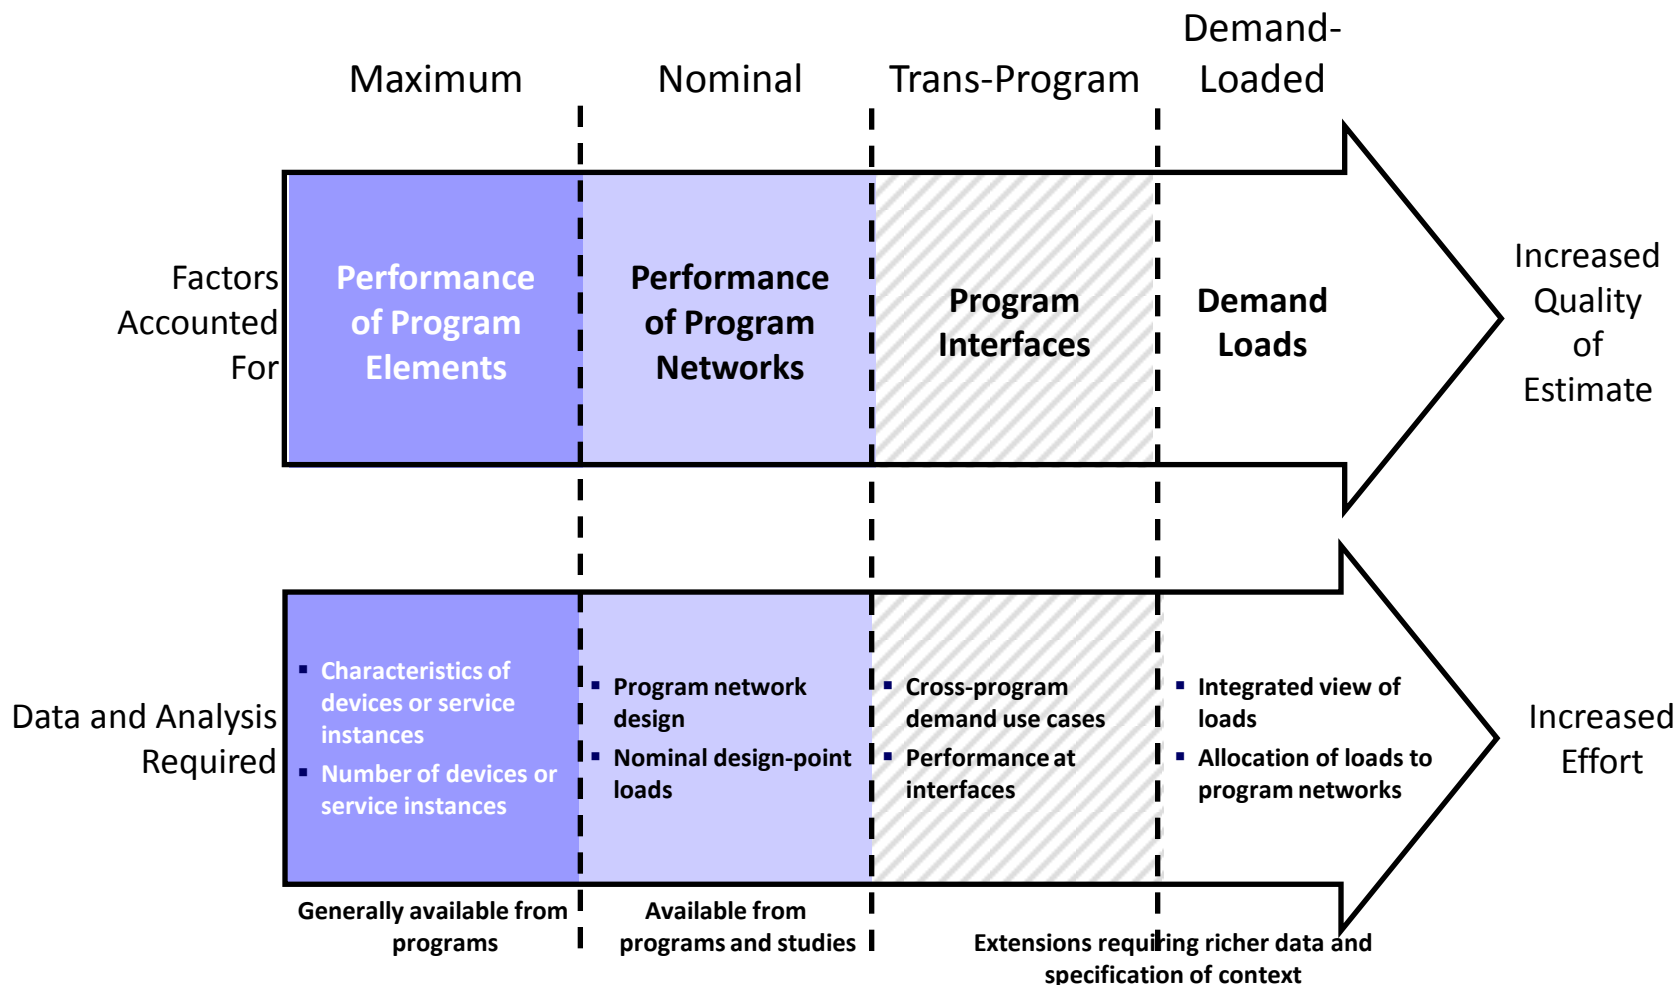 Maximum
Nominal
Trans-Program
Demand-
Loaded
Factors
Accounted
For
Performance
of Program
Elements
Performance
of Program
Networks
Program
Interfaces
Demand
Loads
Increased
Quality
of
Estimate
Data and Analysis
Required
▪ Characteristics of
devices or service
instances
▪ Number of devices or
service instances
▪ Program network
design
▪ Nominal design-point
loads
▪ Cross-program
demand use cases
▪ Performance at
interfaces
▪ Integrated view of
loads
▪ Allocation of loads to
program networks
Increased
Effort
Generally available from
programs
Available from
programs and studies
Extensions requiring richer data and
specification of context